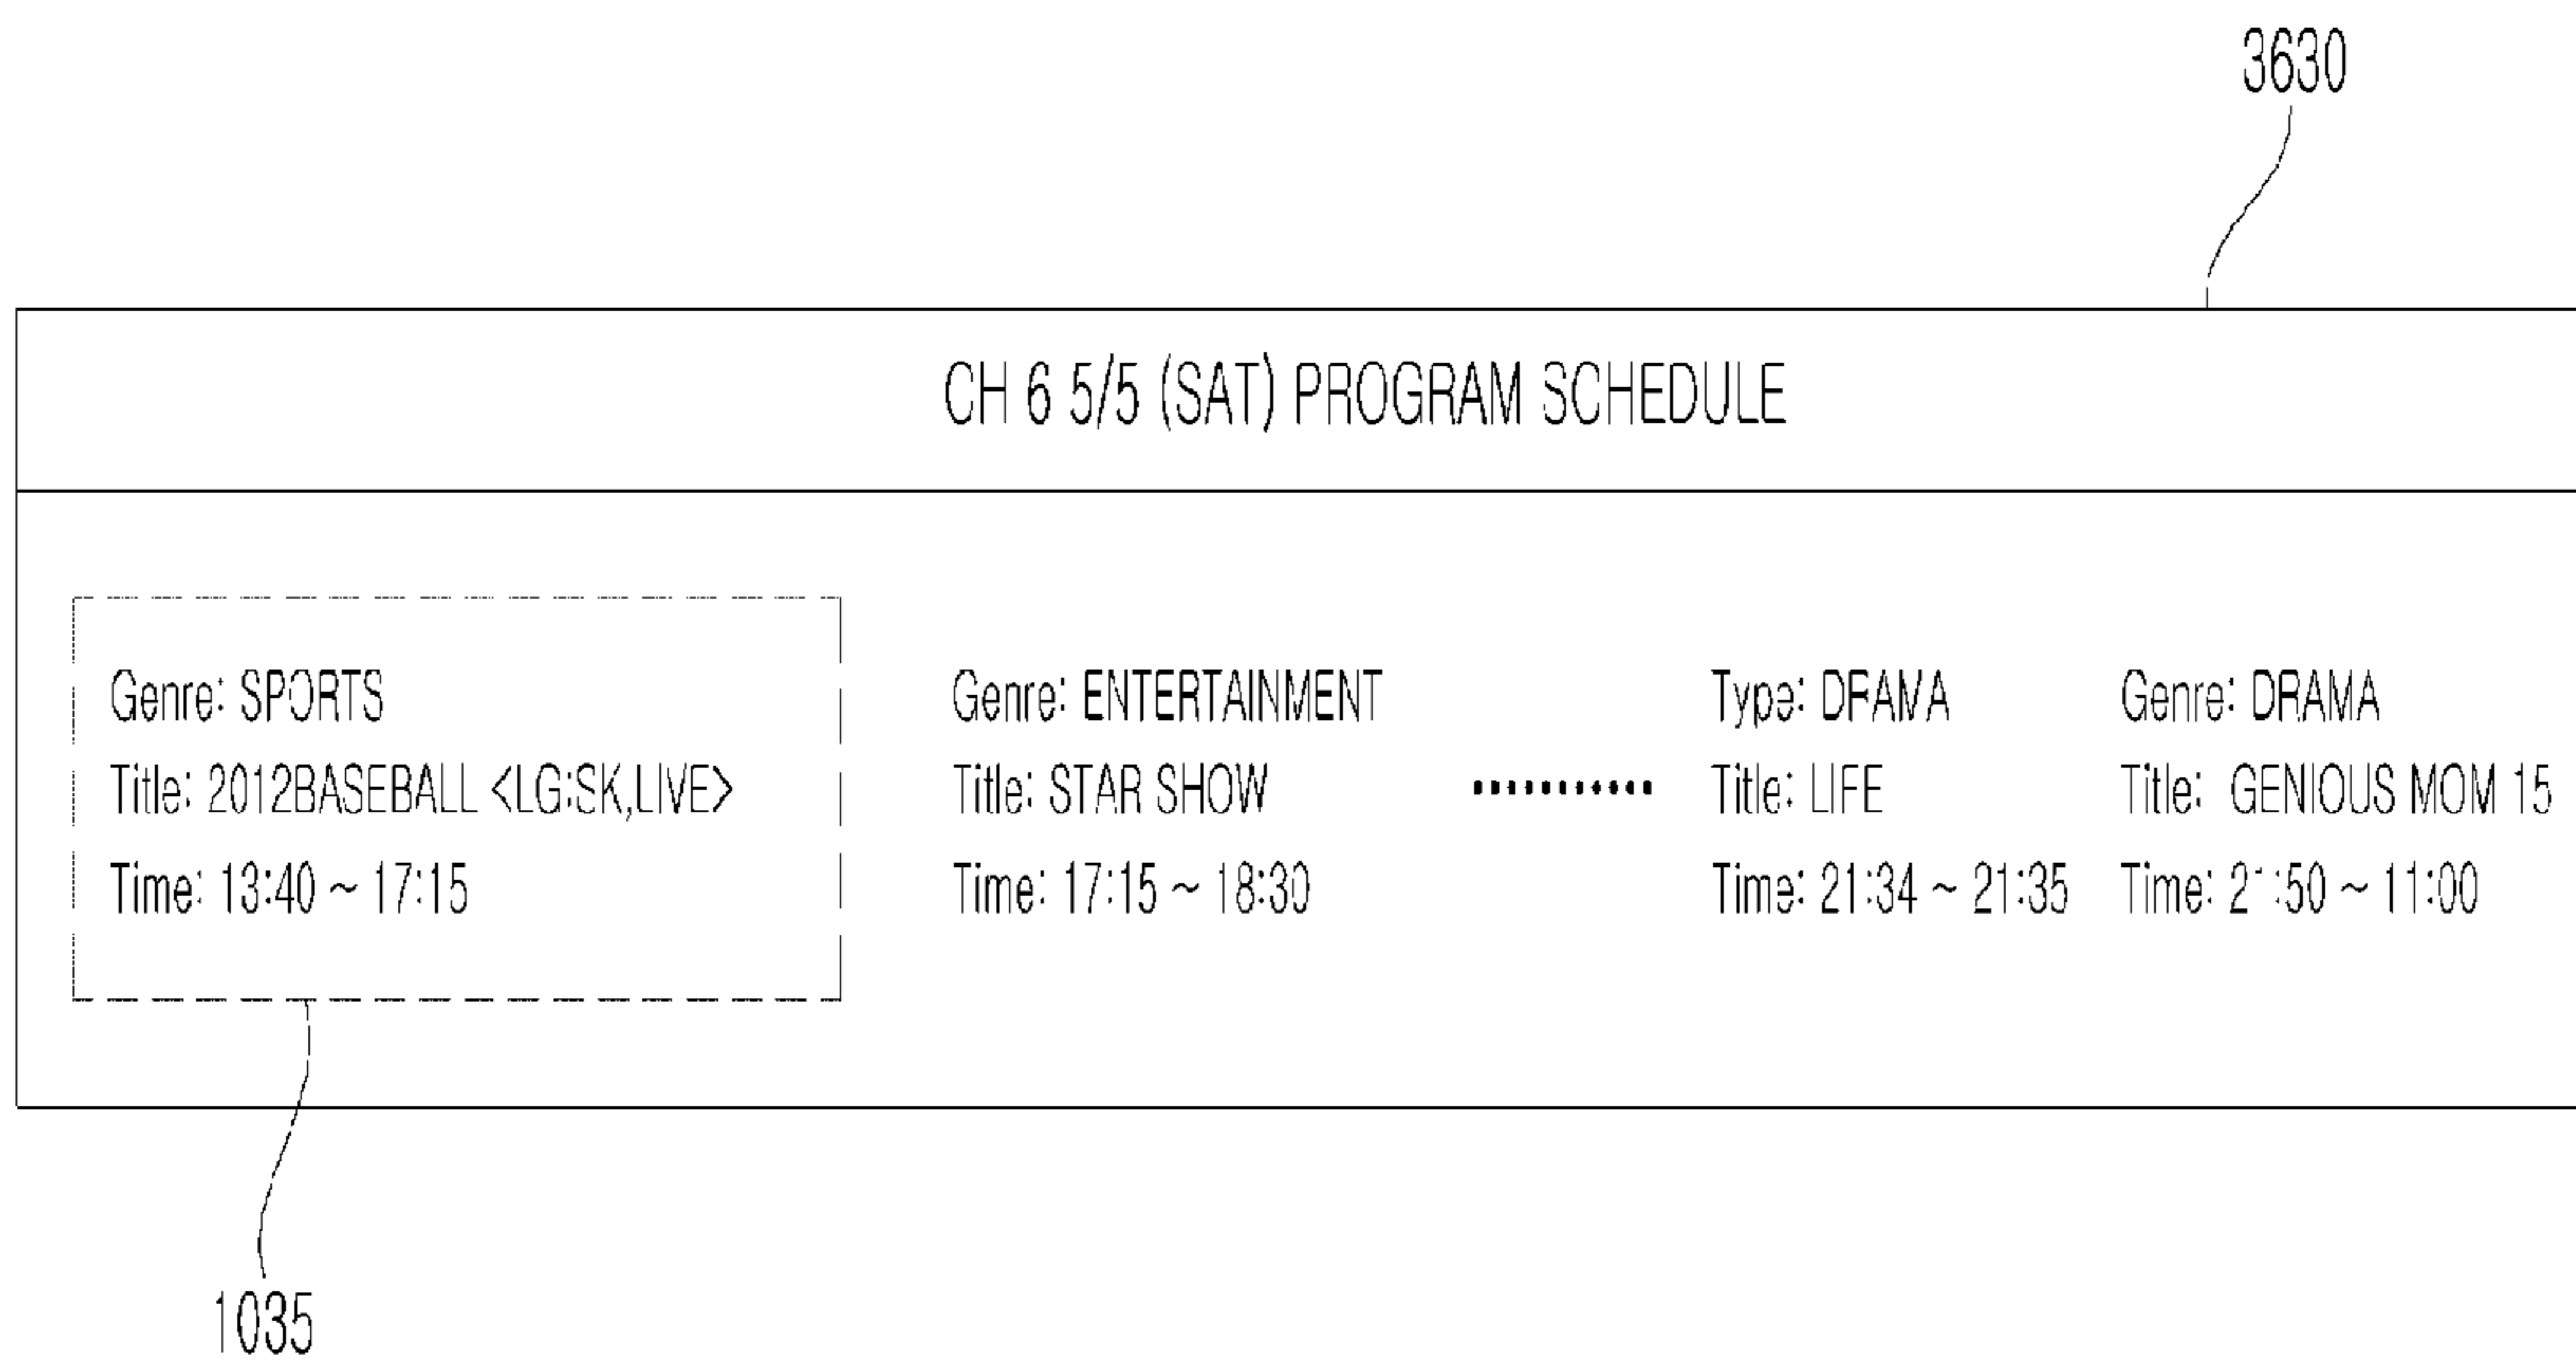 3630
CH 6 5/5 (SAT) PROGRAM SCHEDULE
Genre: SPORTS
Title: 2012BASEBALL <LG:SK,LIVE>
Time: 13:40 ~ 17:15
Genre: ENTERTAINMENT
Title: STAR SHOW
Time: 17:15 ~ 18:30
...........
Type: DRAMA
Title: LIFE
Time: 21:34 ~ 21:35
Genre: DRAMA
Title: GENIOUS MOM 15
Time: 21:50 ~ 11:00
1035